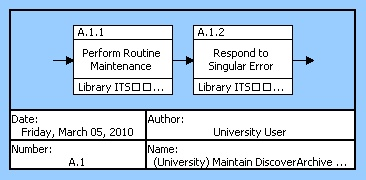 A.1.1
Perform Routine
Maintenance
Library ITS□□...
A.1.2
Respond to
Singular Error
Library ITS□□...
Date:
Friday, March 05, 2010
Author:
University User
Number:
A.1
Name:
(University) Maintain DiscoverArchive ...